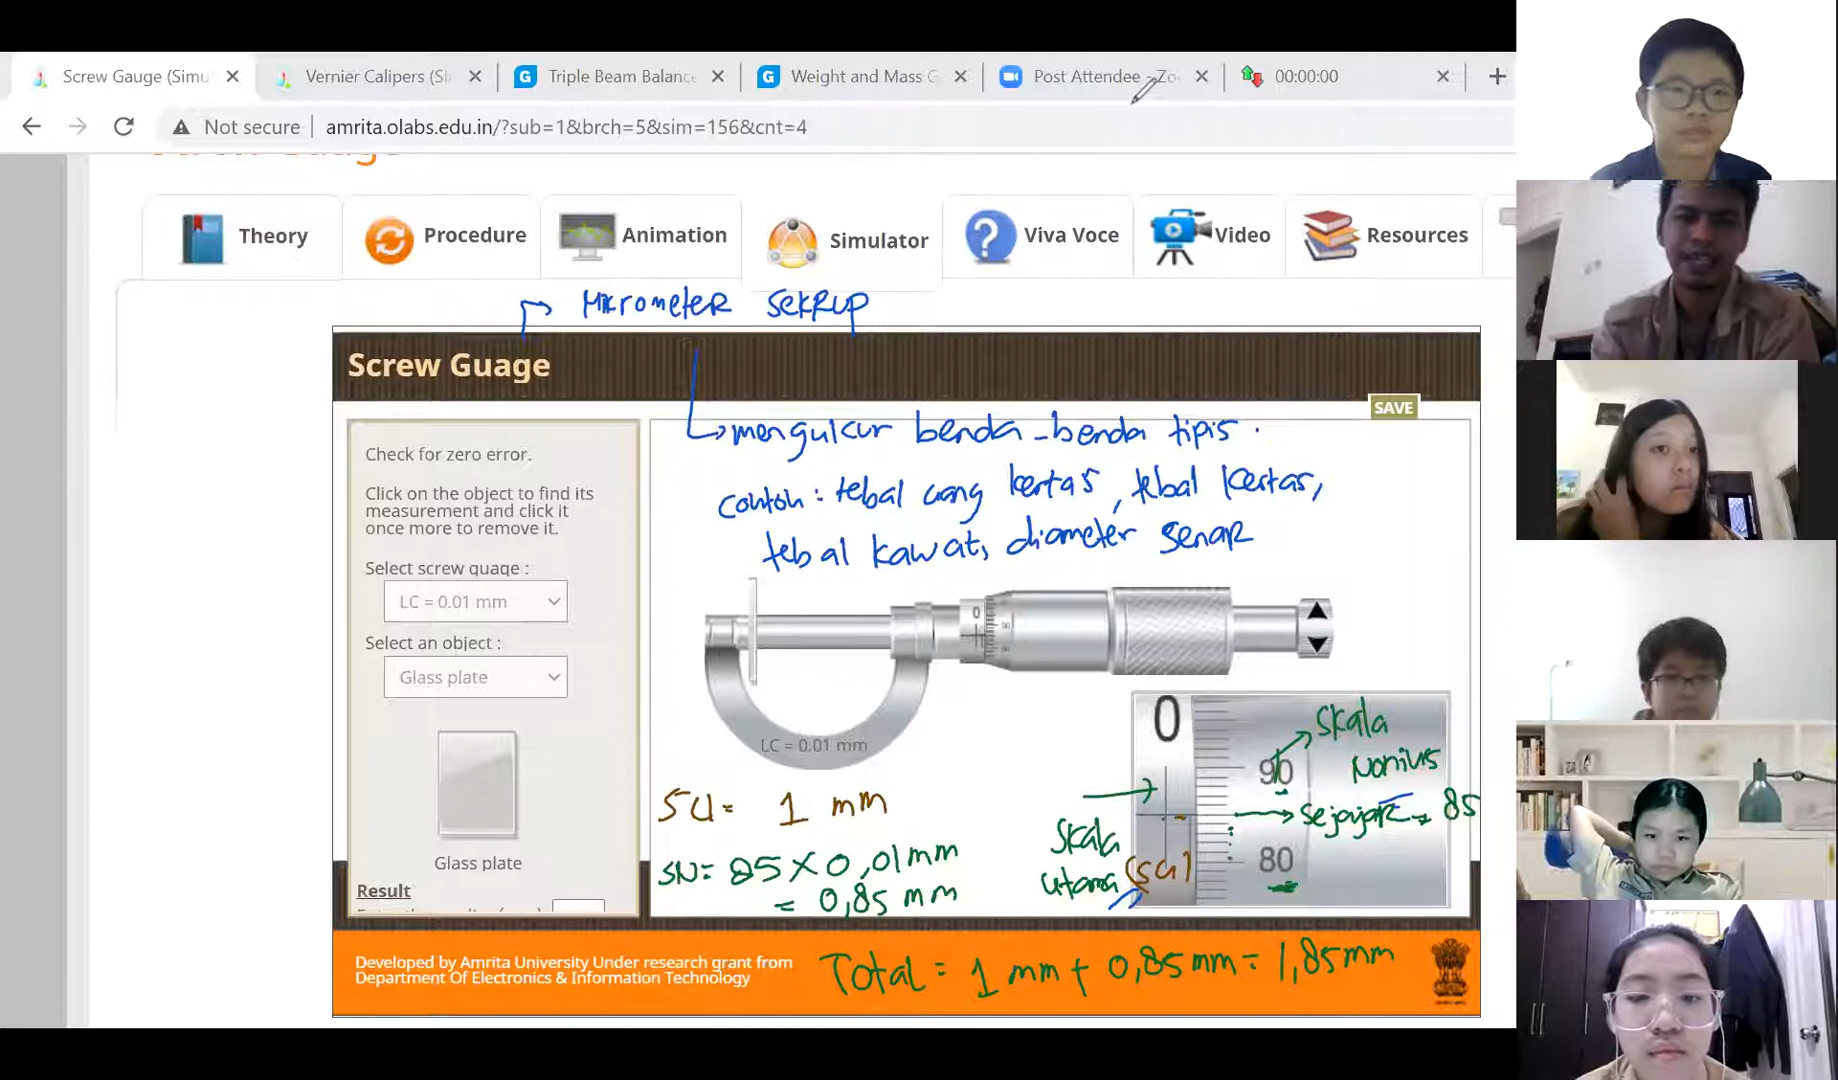 Screw Gauge (Simu
Vernier Calipers (Si
Triple Beam Balanc
Weight and Mass G
Post Attendee - Zo
00:00:00
Not secure
amrita.olabs.edu.in/?sub=1&brch=5&sim=156&cnt=4
Theory
Procedure
Animation
Simulator
Viva Voce
Video
Resources
Mikrometer Sekrup
Screw Guage
SAVE
mengukur benda-benda tipis.
contoh: tebal uang kertas, tebal kertas,
tebal kawat, diameter senar
Check for zero error.
Click on the object to find its
measurement and click it
once more to remove it.
Select screw guage :
LC = 0.01 mm
Select an object :
Glass plate
Glass plate
Result
0
LC = 0.01 mm
0
90
80
Skala
Nonius
Sejajar = 85
Skala
utama (SU)
SU = 1 mm
SN = 85 x 0,01 mm
= 0,85 mm
Total = 1 mm + 0,85 mm = 1,85 mm
Developed by Amrita University Under research grant from
Department Of Electronics & Information Technology